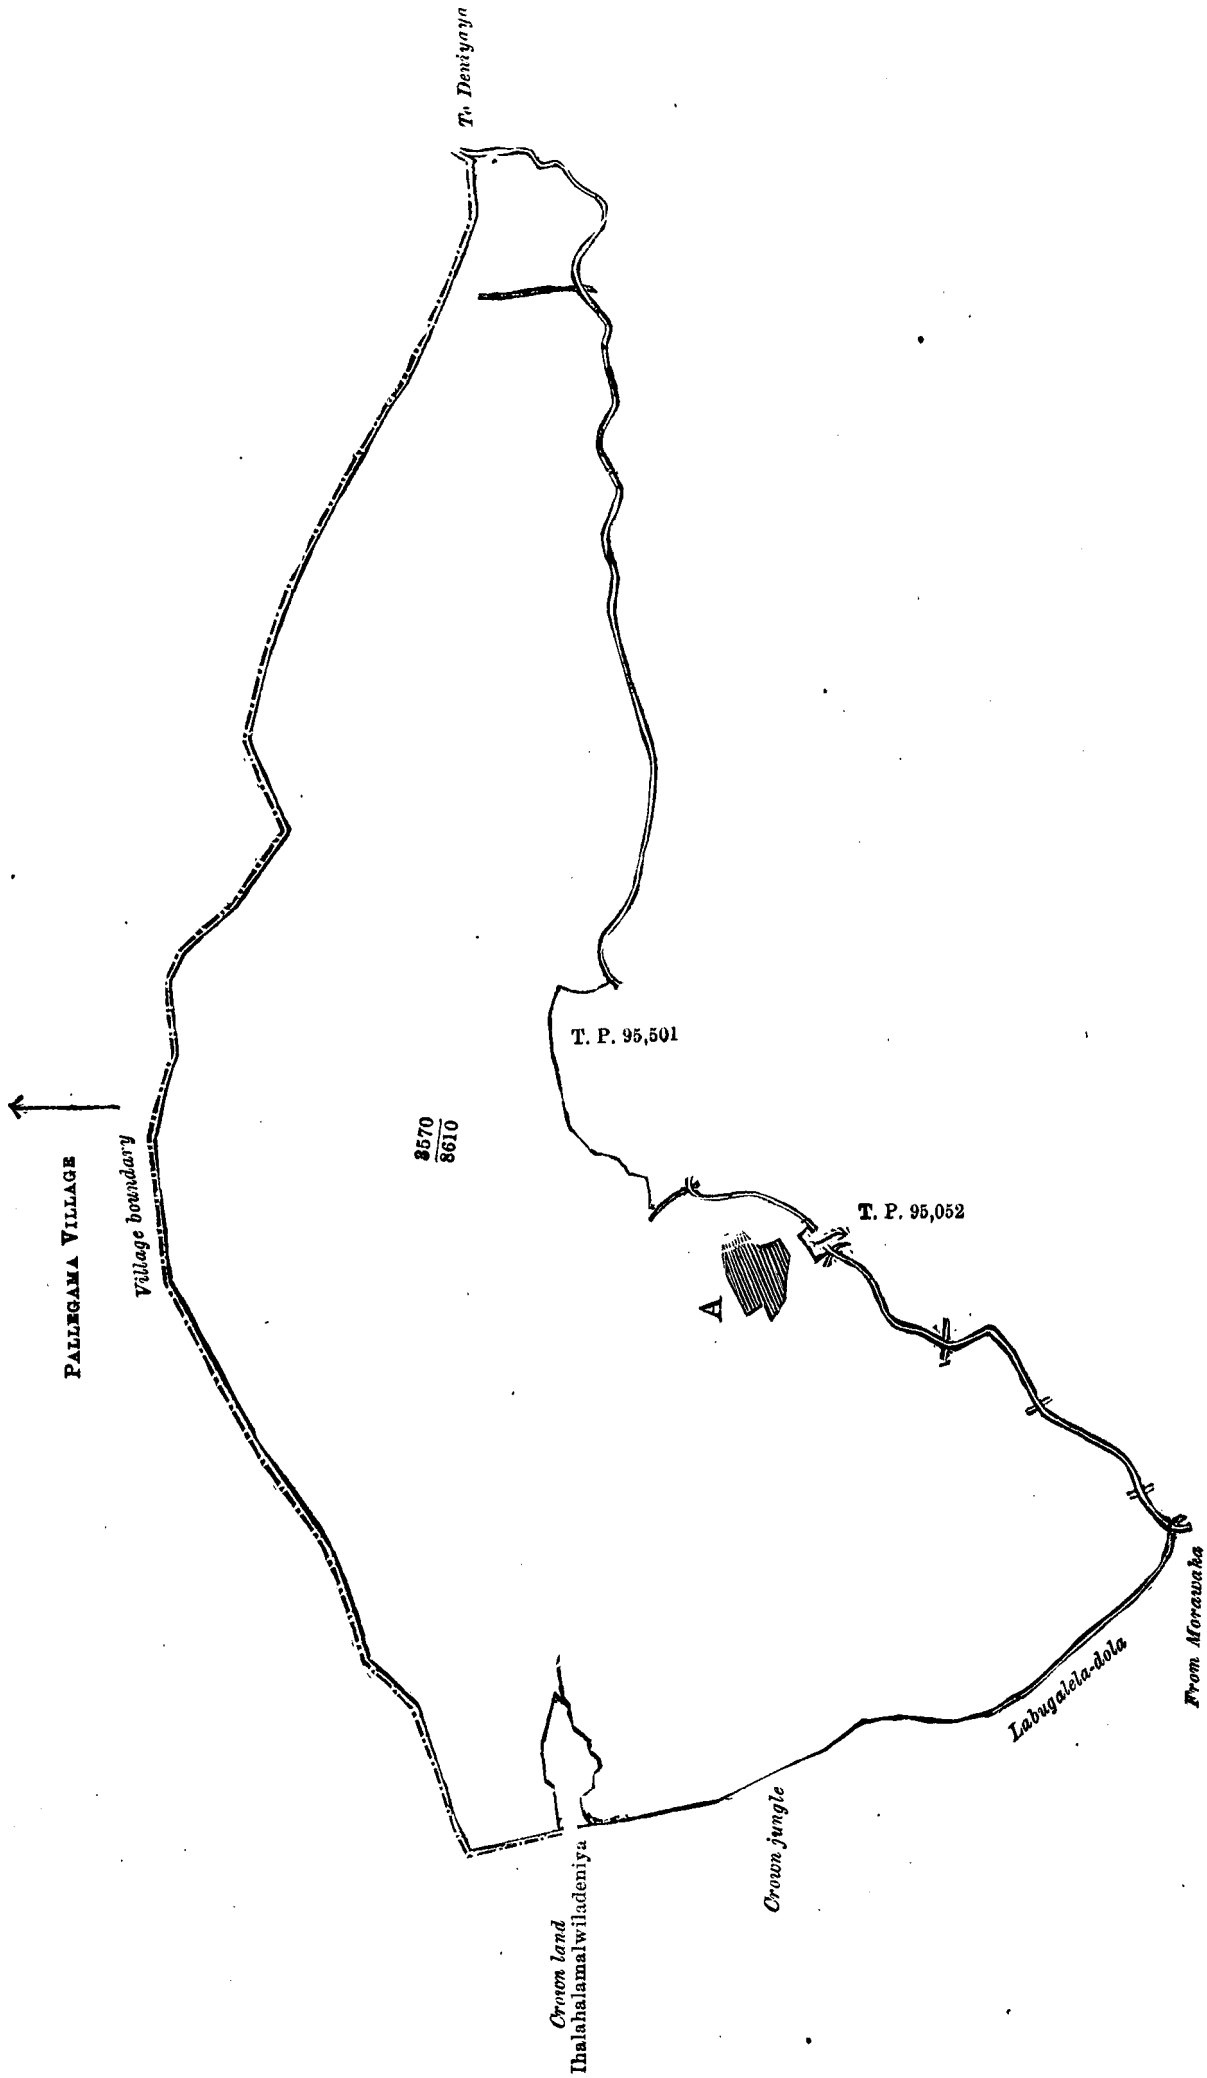 To Deniyaya
PALLEGAMA VILLAGE
Village boundary
3570
8610
T. P. 95,501
T. P. 95,052
A
From Morawaka
Labugalela-dola
Crown jungle
Crown land
Ihalahalamalwiladeniya